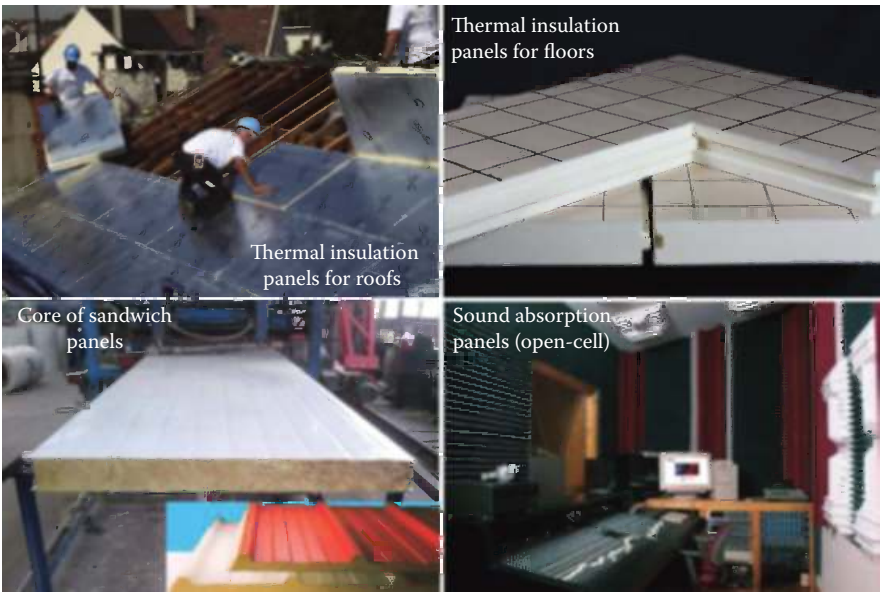 Thermal insulation
panels for roofs
Thermal insulation
panels for floors
Core of sandwich
panels
Sound absorption
panels (open-cell)